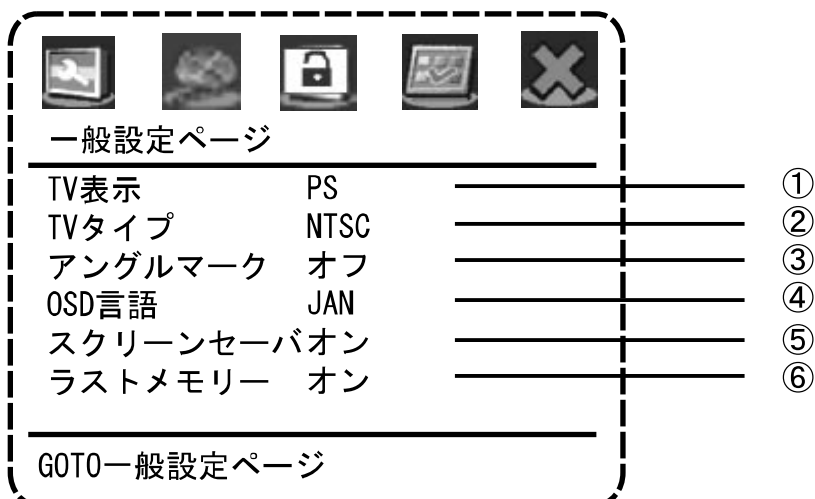 一般設定ページ
TV表示 PS ①
TVタイプ NTSC ②
アングルマーク オフ ③
OSD言語 JAN ④
スクリーンセーバ オン ⑤
ラストメモリー オン ⑥
GOTO一般設定ページ